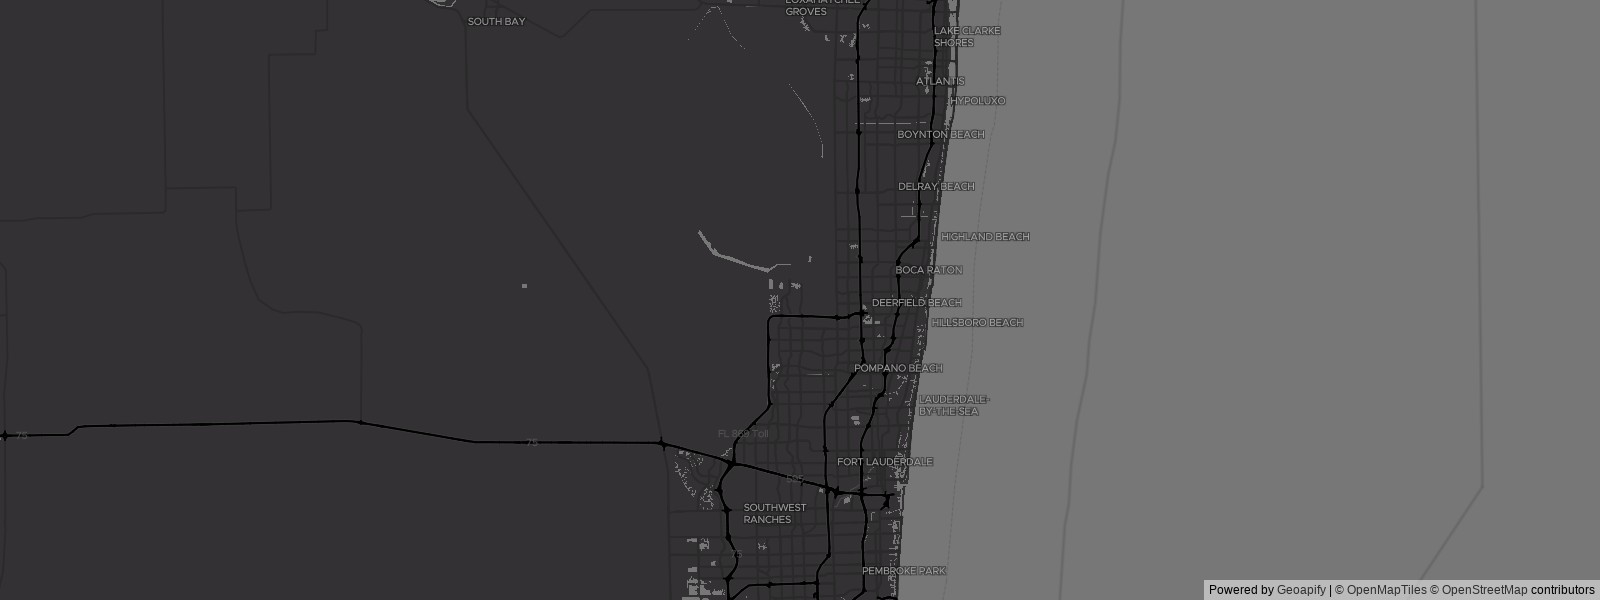 LOXAHATCHEE
GROVES
SOUTH BAY
LAKE CLARKE
SHORES
ATLANTIS
HYPOLUXO
BOYNTON BEACH
DELRAY BEACH
HIGHLAND BEACH
BOCA RATON
DEERFIELD BEACH
HILLSBORO BEACH
POMPANO BEACH
LAUDERDALE-
BY-THE-SEA
75
75
FL 869 Toll
FORT LAUDERDALE
595
SOUTHWEST
RANCHES
75
PEMBROKE PARK
Powered by Geoapify | © OpenMapTiles © OpenStreetMap contributors